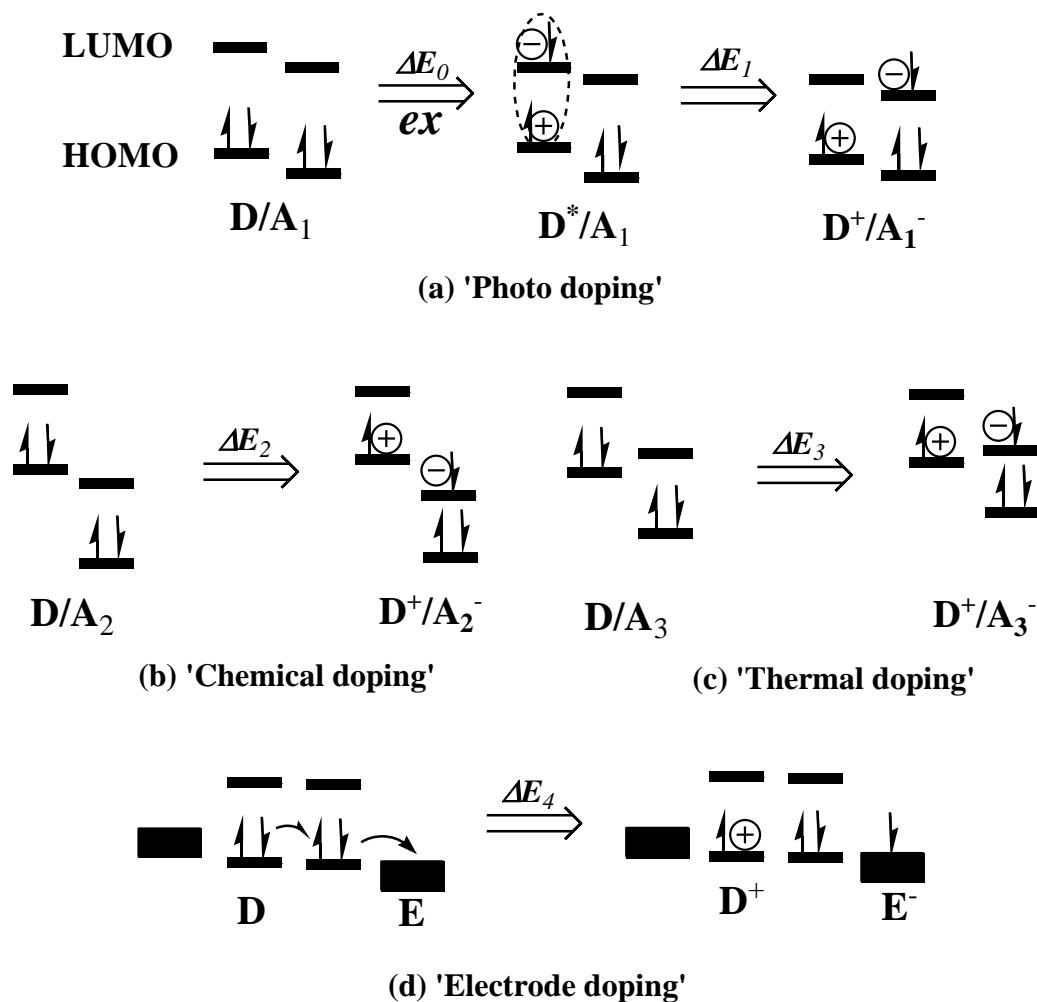 LUMO
ΔE₀
ΔE₁
ex
HOMO
D/A₁
D*/A₁
D⁺/A₁⁻
(a) 'Photo doping'
ΔE₂
ΔE₃
D/A₂
D⁺/A₂⁻
D/A₃
D⁺/A₃⁻
(b) 'Chemical doping'
(c) 'Thermal doping'
ΔE₄
D
E
D⁺
E⁻
(d) 'Electrode doping'